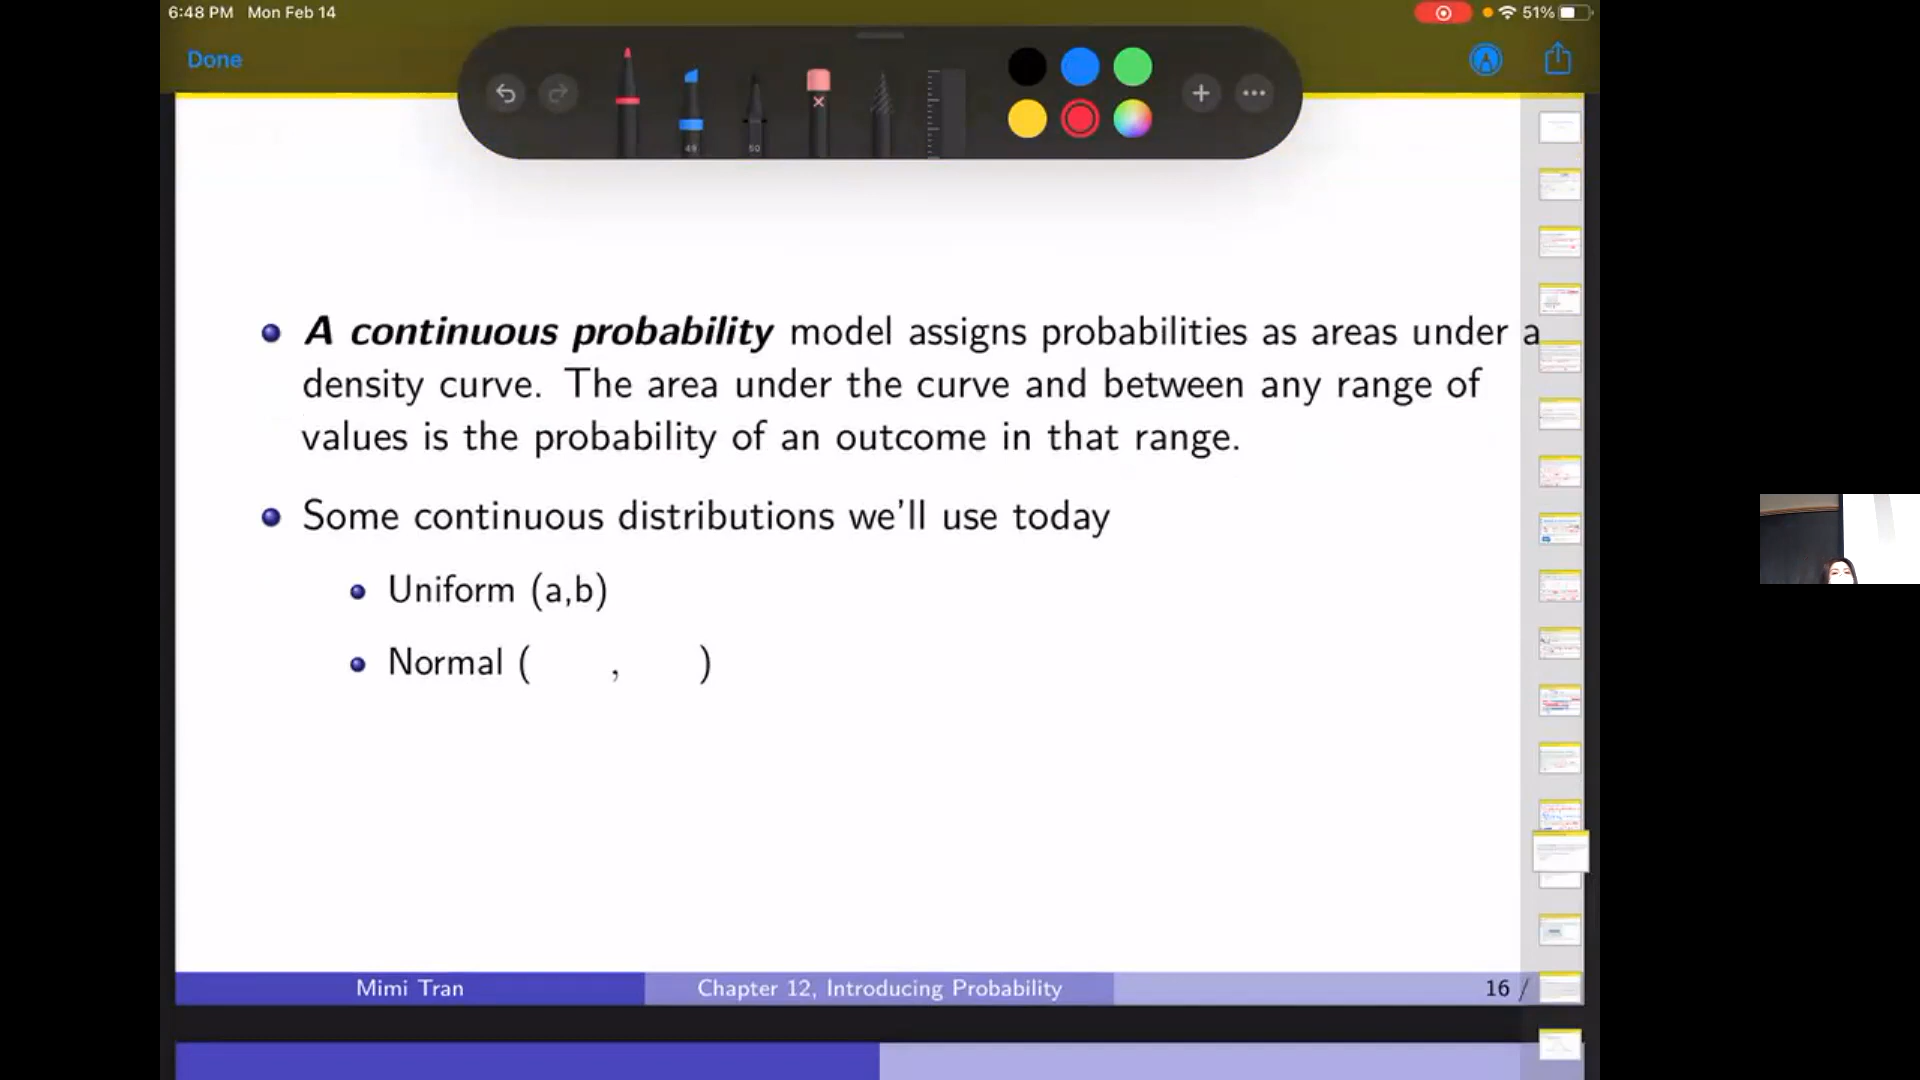 6:48 PM Mon Feb 14
51%
Done
49
50
A continuous probability model assigns probabilities as areas under a
density curve. The area under the curve and between any range of
values is the probability of an outcome in that range.
Some continuous distributions we'll use today
Uniform (a,b)
Normal ( , )
Mimi Tran
Chapter 12, Introducing Probability
16 /